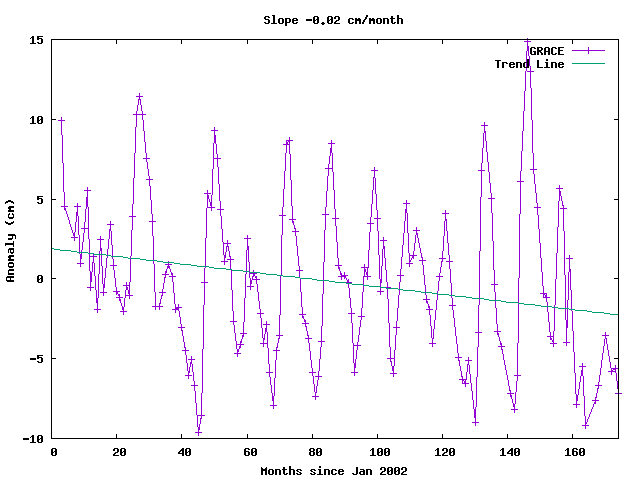 Slope -0.02 cm/month
GRACE
Trend Line
15
10
5
0
-5
-10
Anomaly (cm)
0 20 40 60 80 100 120 140 160
Months since Jan 2002